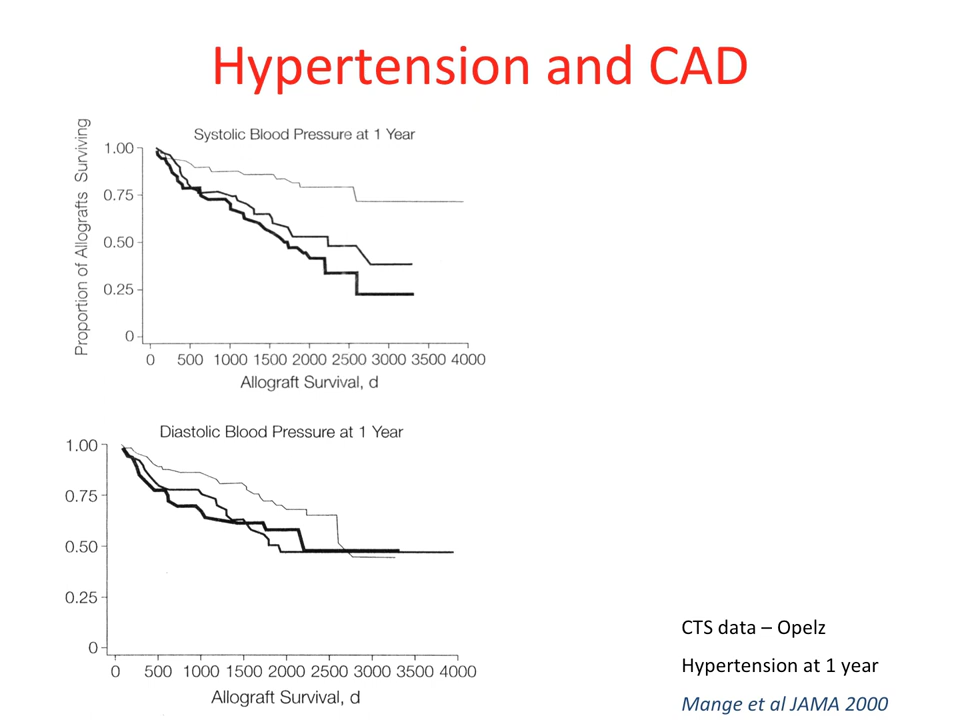 Hypertension and CAD
Systolic Blood Pressure at 1 Year
Proportion of Allografts Surviving
1.00
0.75
0.50
0.25
0
0 500 1000 1500 2000 2500 3000 3500 4000
Allograft Survival, d
Diastolic Blood Pressure at 1 Year
1.00
0.75
0.50
0.25
0
0 500 1000 1500 2000 2500 3000 3500 4000
Allograft Survival, d
CTS data – Opelz
Hypertension at 1 year
Mange et al JAMA 2000